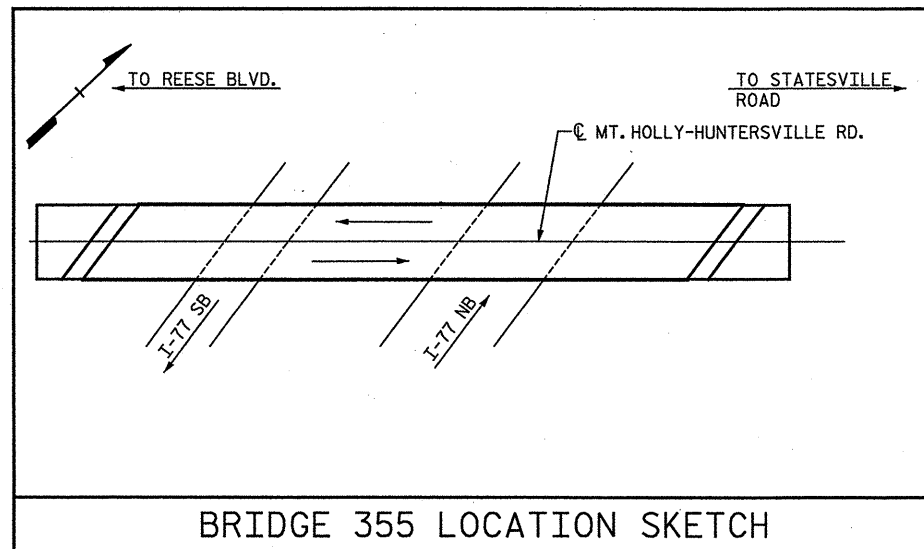 TO REESE BLVD.
TO STATESVILLE
ROAD
℄ MT. HOLLY-HUNTERSVILLE RD.
I-77 SB
I-77 NB
BRIDGE 355 LOCATION SKETCH